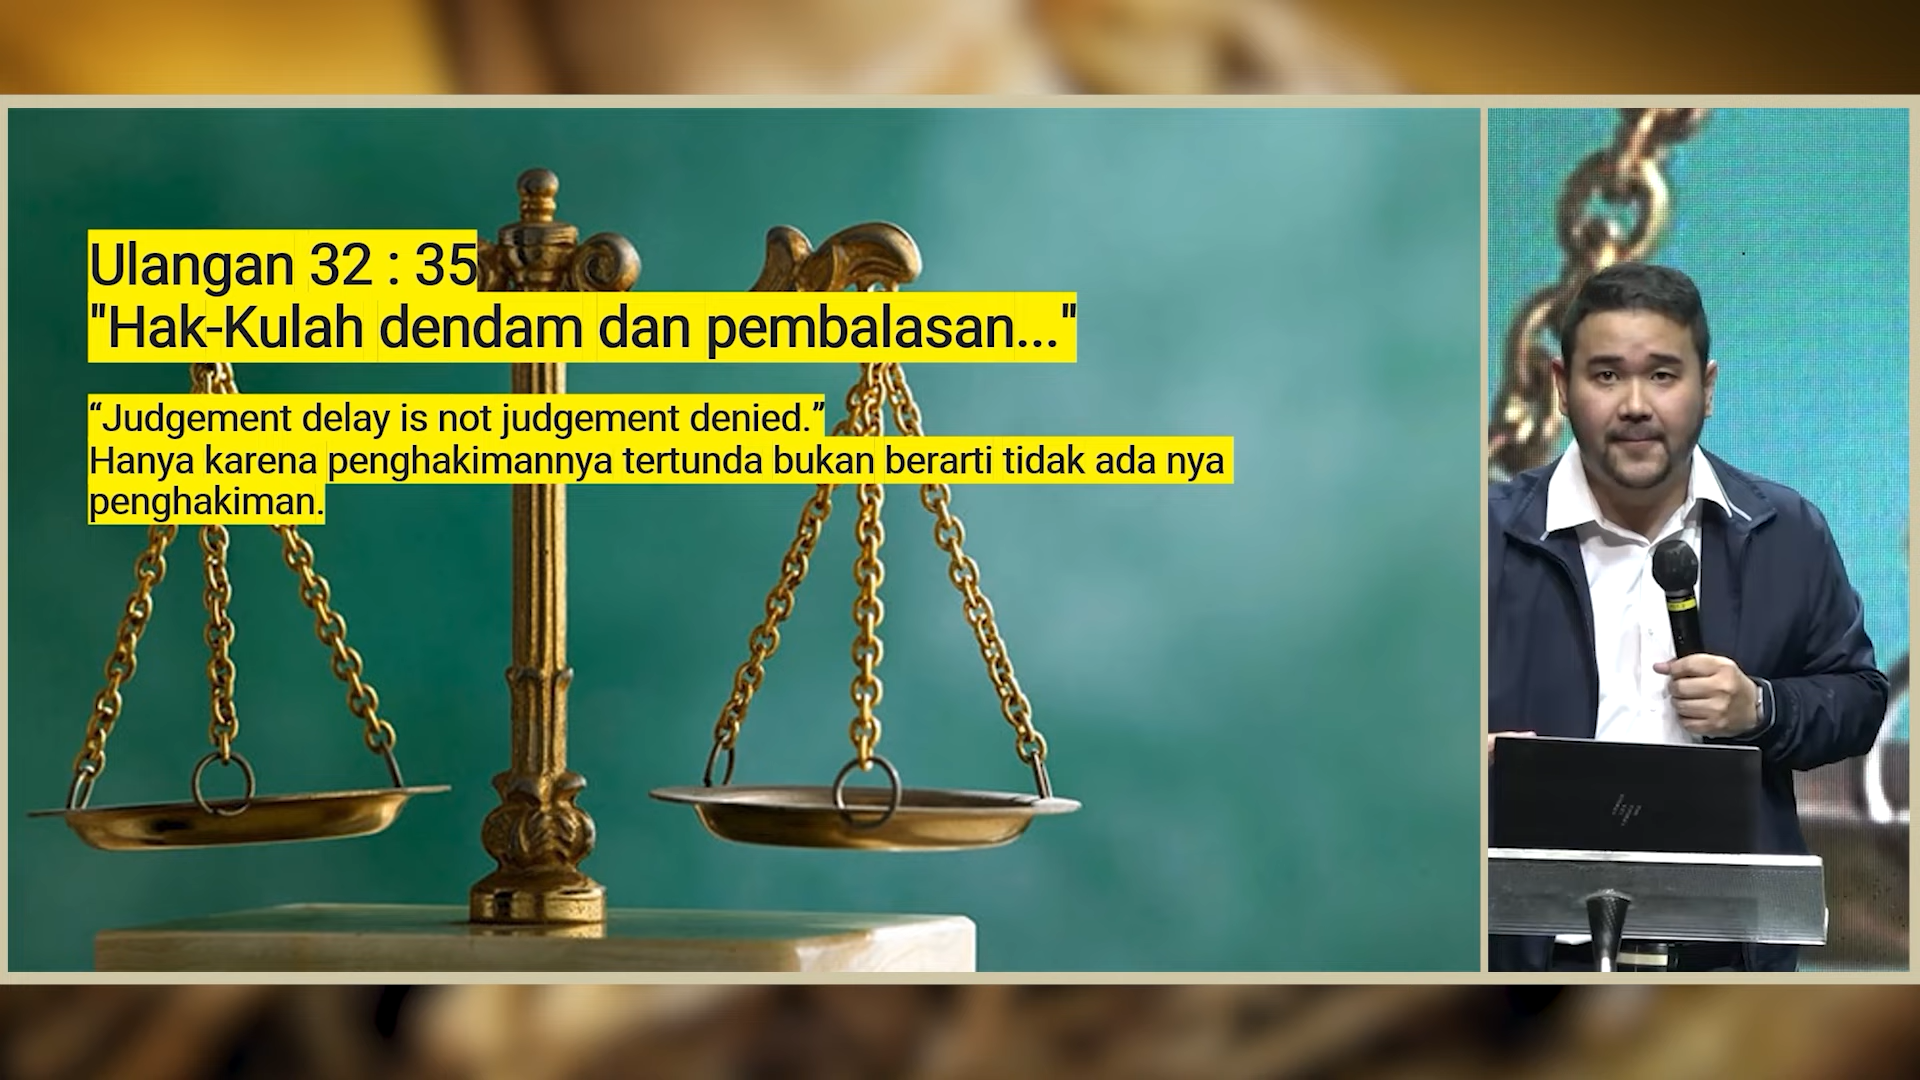 Ulangan 32 : 35
"Hak-Kulah dendam dan pembalasan..."
“Judgement delay is not judgement denied.”
Hanya karena penghakimannya tertunda bukan berarti tidak ada nya
penghakiman.